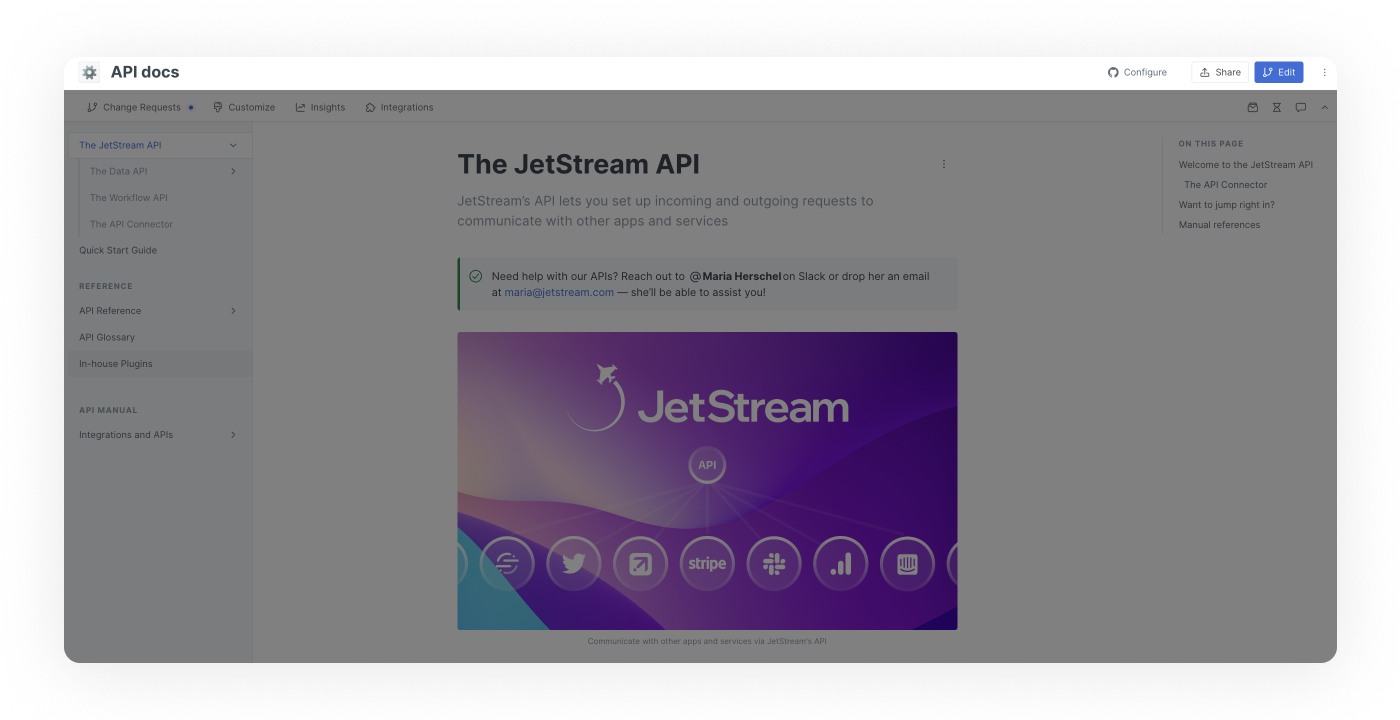 API docs
Configure
Share
Edit
Change Requests
Customize
Insights
Integrations
The JetStream API
The Data API
The Workflow API
The API Connector
Quick Start Guide
REFERENCE
API Reference
API Glossary
In-house Plugins
API MANUAL
Integrations and APIs
The JetStream API
JetStream's API lets you set up incoming and outgoing requests to
communicate with other apps and services
Need help with our APIs? Reach out to @Maria Herschel on Slack or drop her an email
at maria@jetstream.com — she'll be able to assist you!
JetStream
API
stripe
Communicate with other apps and services via JetStream's API
ON THIS PAGE
Welcome to the JetStream API
The API Connector
Want to jump right in?
Manual references